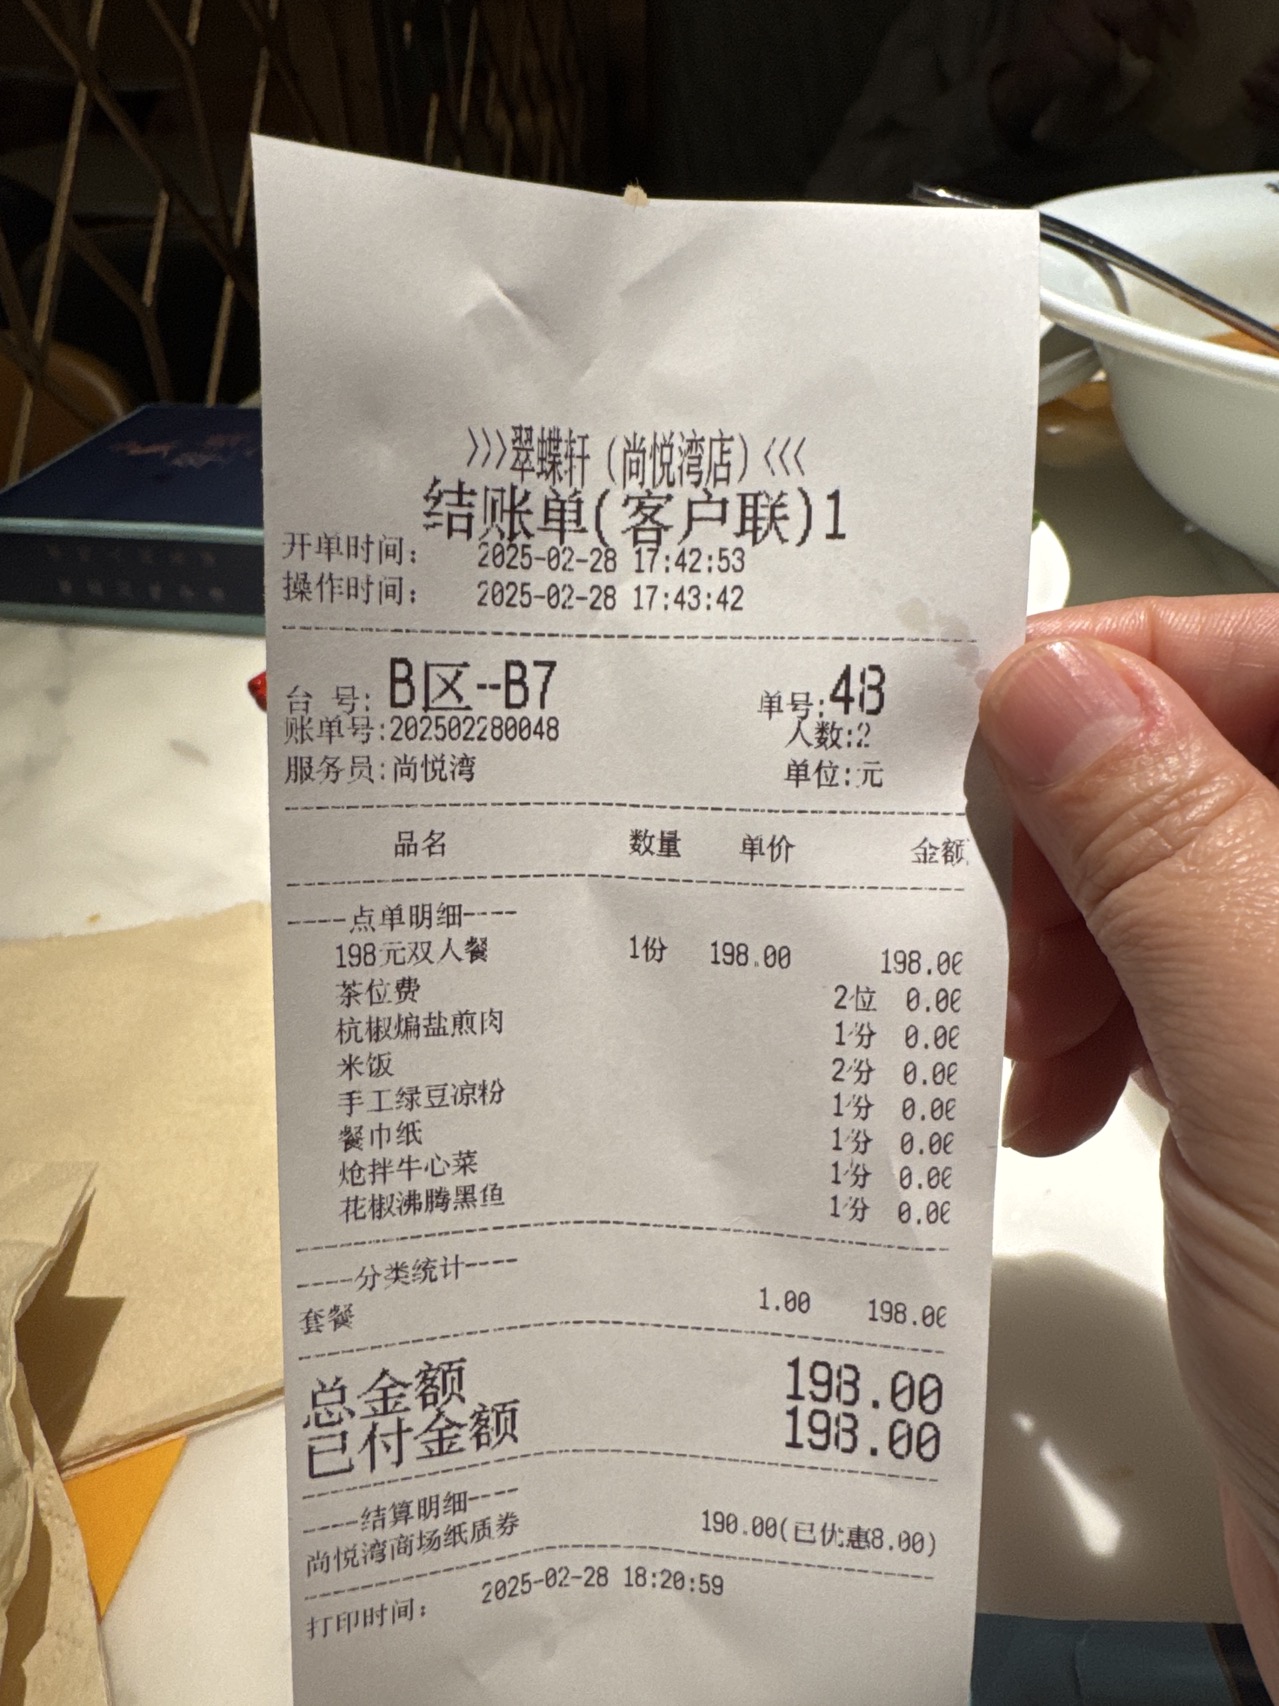 >>>翠蝶轩（尚悦湾店）<<<
结账单(客户联)1
开单时间： 2025-02-28 17:42:53
操作时间： 2025-02-28 17:43:42
台 号: B区--B7 单号:48
账单号:202502280048 人数:2
服务员:尚悦湾 单位:元
品名 数量 单价 金额
----点单明细----
198元双人餐 1份 198.00 198.00
茶位费 2位 0.00
杭椒煸盐煎肉 1分 0.00
米饭 2分 0.00
手工绿豆凉粉 1分 0.00
餐巾纸 1分 0.00
炝拌牛心菜 1分 0.00
花椒沸腾黑鱼 1分 0.00
----分类统计----
套餐 1.00 198.00
总金额 198.00
已付金额 198.00
----结算明细----
尚悦湾商场纸质券 190.00(已优惠8.00)
打印时间： 2025-02-28 18:20:59